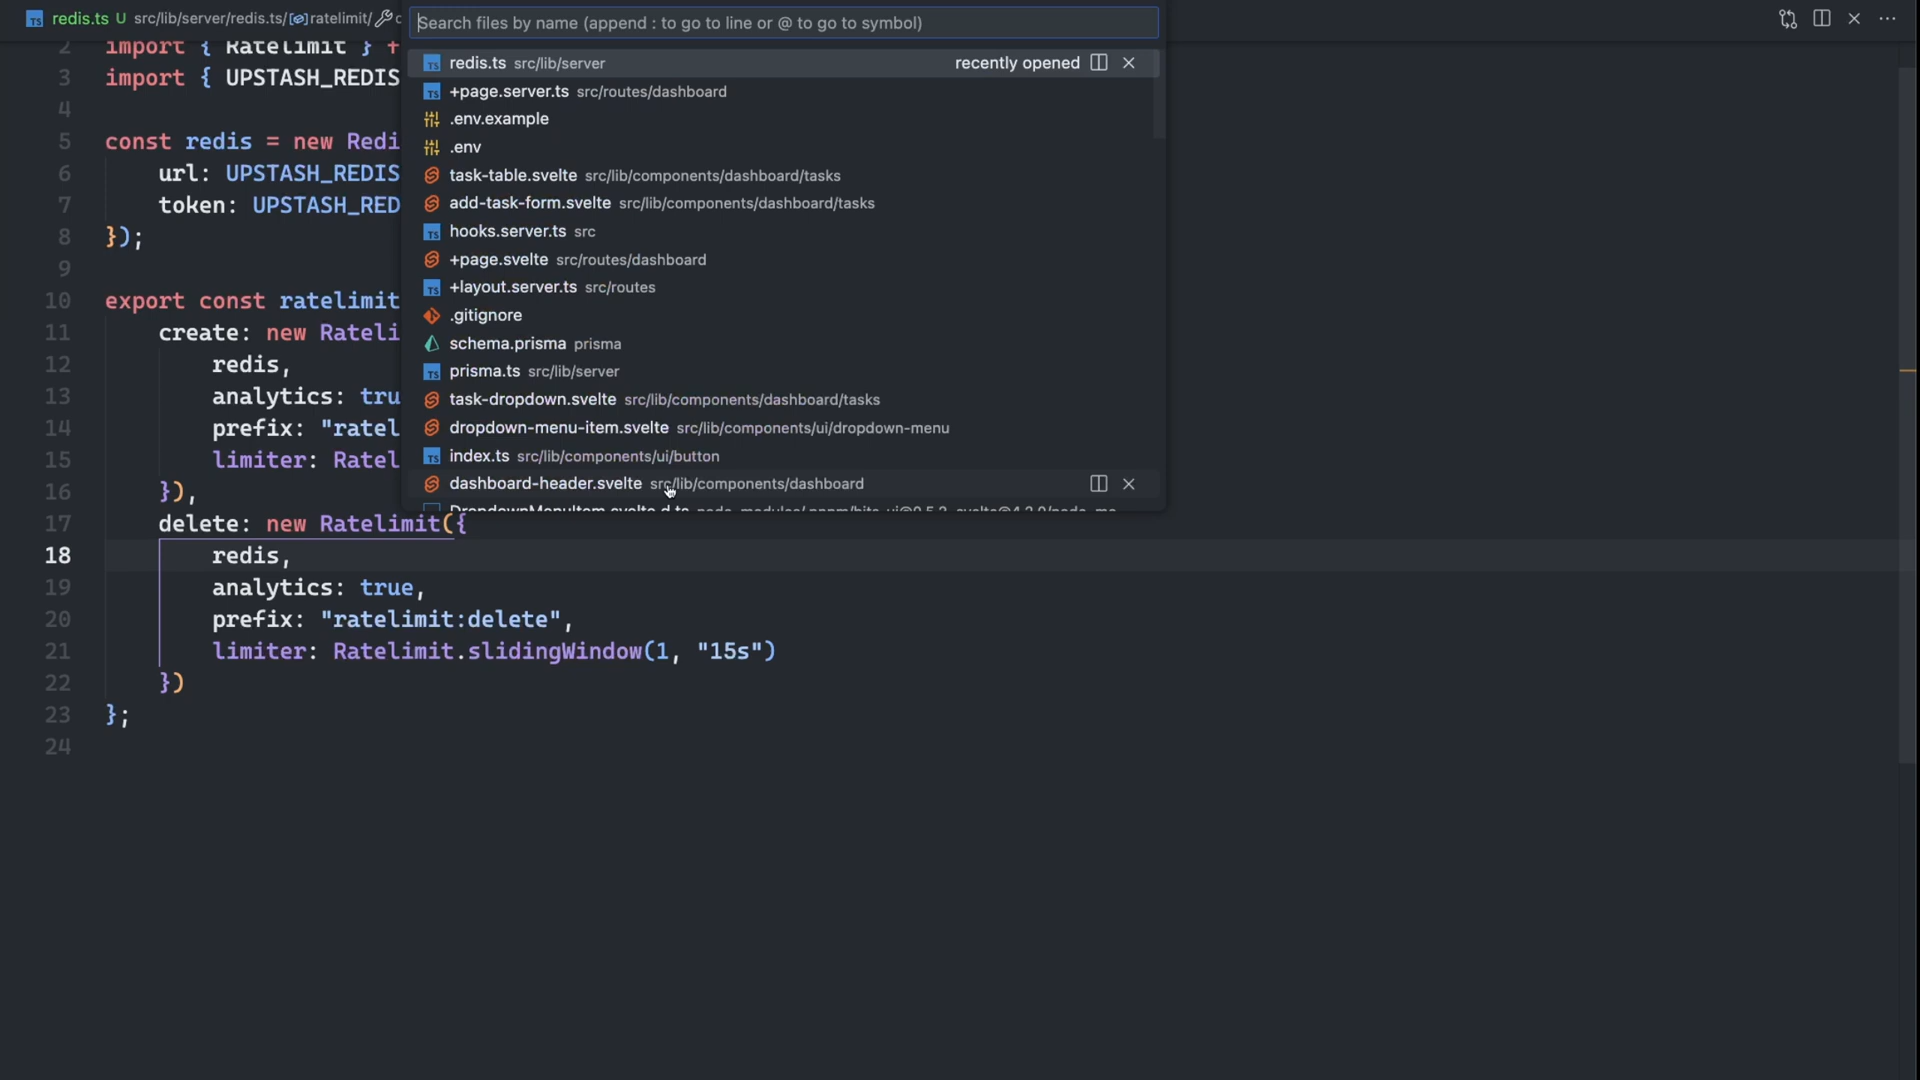 redis.ts U src/lib/server/redis.ts/ ratelimit/
Search files by name (append : to go to line or @ to go to symbol)
redis.ts src/lib/server recently opened
+page.server.ts src/routes/dashboard
.env.example
.env
task-table.svelte src/lib/components/dashboard/tasks
add-task-form.svelte src/lib/components/dashboard/tasks
hooks.server.ts src
+page.svelte src/routes/dashboard
+layout.server.ts src/routes
.gitignore
schema.prisma prisma
prisma.ts src/lib/server
task-dropdown.svelte src/lib/components/dashboard/tasks
dropdown-menu-item.svelte src/lib/components/ui/dropdown-menu
index.ts src/lib/components/ui/button
dashboard-header.svelte src/lib/components/dashboard
2 import { Ratelimit } f
3 import { UPSTASH_REDIS
4
5 const redis = new Redi
6 url: UPSTASH_REDIS
7 token: UPSTASH_RED
8 });
9
10 export const ratelimit
11 create: new Rateli
12 redis,
13 analytics: tru
14 prefix: "ratel
15 limiter: Ratel
16 }),
17 delete: new Ratelimit({
18 redis,
19 analytics: true,
20 prefix: "ratelimit:delete",
21 limiter: Ratelimit.slidingWindow(1, "15s")
22 })
23 };
24